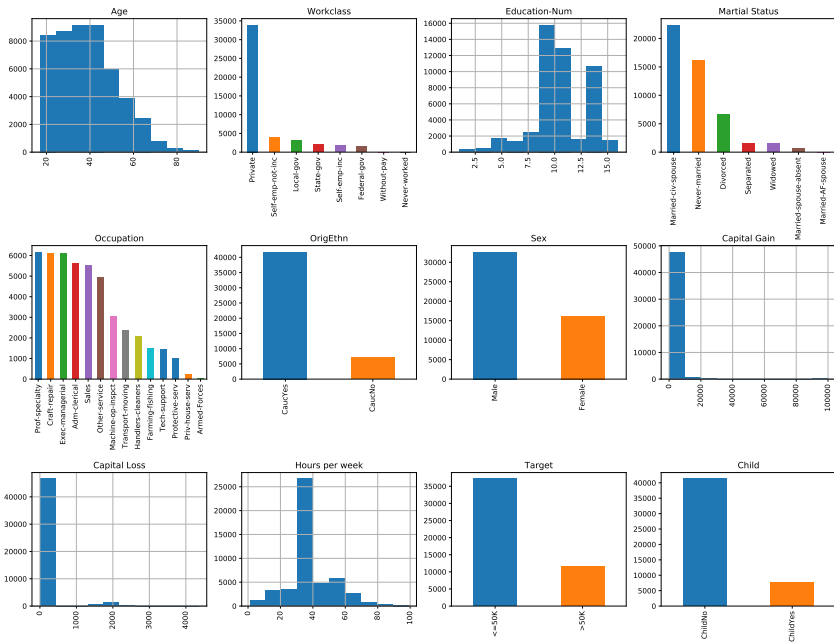 Age
8000
6000
4000
2000
0
20
40
60
80
Workclass
35000
30000
25000
20000
15000
10000
5000
0
Private
Self-emp-not-inc
Local-gov
State-gov
Self-emp-inc
Federal-gov
Without-pay
Never-worked
Education-Num
16000
14000
12000
10000
8000
6000
4000
2000
0
2.5
5.0
7.5
10.0
12.5
15.0
Martial Status
20000
15000
10000
5000
0
Married-civ-spouse
Never-married
Divorced
Separated
Widowed
Married-spouse-absent
Married-AF-spouse
Occupation
6000
5000
4000
3000
2000
1000
0
Prof-specialty
Craft-repair
Exec-managerial
Adm-clerical
Sales
Other-service
Machine-op-inspct
Transport-moving
Handlers-cleaners
Farming-fishing
Tech-support
Protective-serv
Priv-house-serv
Armed-Forces
OrigEthn
40000
30000
20000
10000
0
CaucYes
CaucNo
Sex
30000
25000
20000
15000
10000
5000
0
Male
Female
Capital Gain
50000
40000
30000
20000
10000
0
0
20000
40000
60000
80000
100000
Capital Loss
40000
30000
20000
10000
0
0
1000
2000
3000
4000
Hours per week
25000
20000
15000
10000
5000
0
0
20
40
60
80
100
Target
35000
30000
25000
20000
15000
10000
5000
0
<=50K
>50K
Child
40000
35000
30000
25000
20000
15000
10000
5000
0
ChildNo
ChildYes